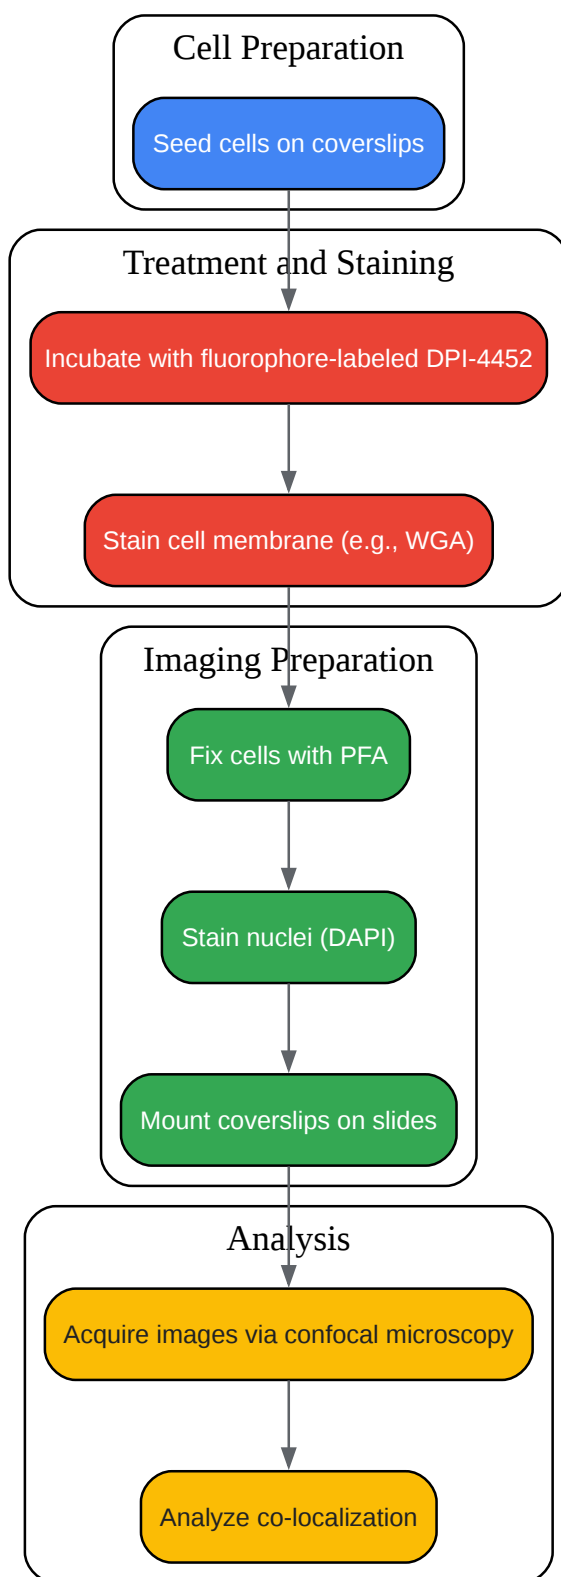 Cell Preparation
Seed cells on coverslips
Treatment and Staining
Incubate with fluorophore-labeled DPI-4452
Stain cell membrane (e.g., WGA)
Imaging Preparation
Fix cells with PFA
Stain nuclei (DAPI)
Mount coverslips on slides
Analysis
Acquire images via confocal microscopy
Analyze co-localization